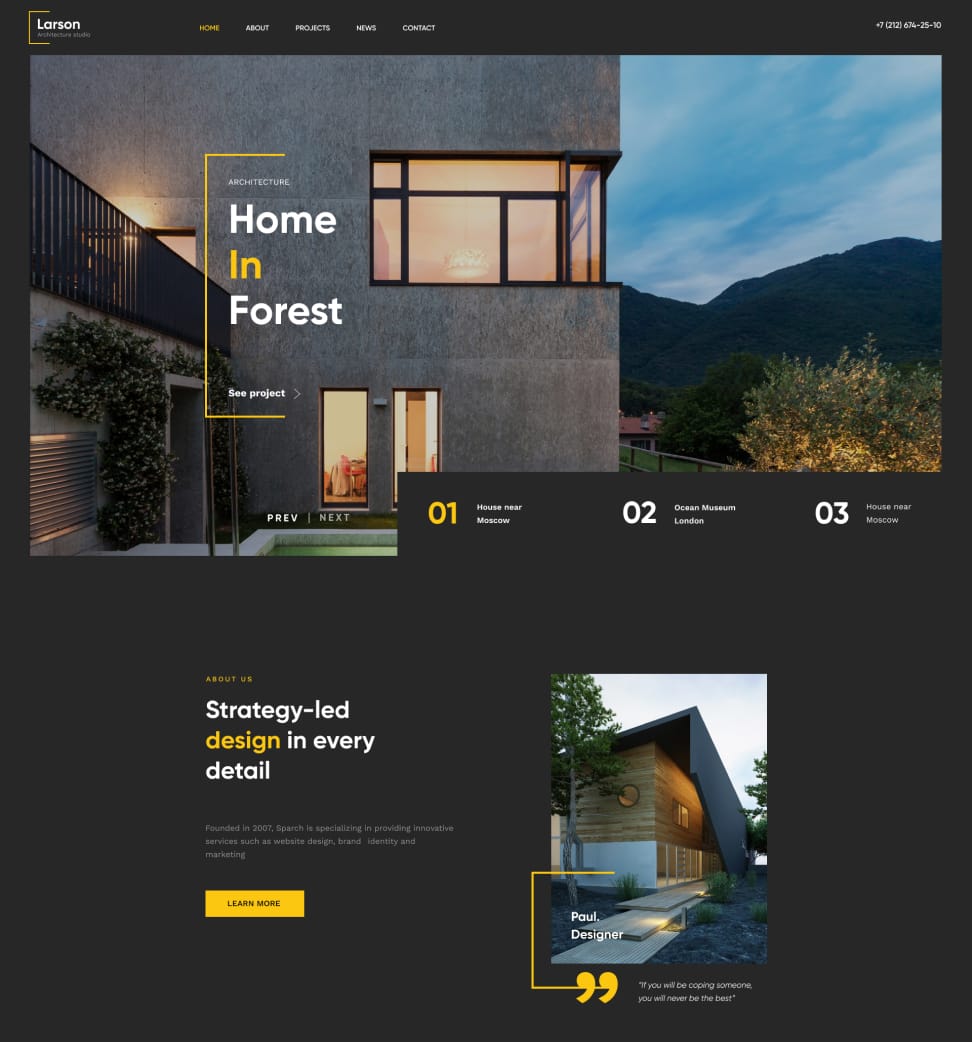 Larson
Architecture studio
HOME ABOUT PROJECTS NEWS CONTACT
+7 (212) 674-25-10
ARCHITECTURE
Home
In
Forest
See project
PREV | NEXT
01 House near
Moscow
02 Ocean Museum
London
03 House near
Moscow
ABOUT US
Strategy-led
design in every
detail
Founded in 2007, Sparch is specializing in providing innovative
services such as website design, brand identity and
marketing
LEARN MORE
Paul.
Designer
"If you will be coping someone,
you will never be the best"